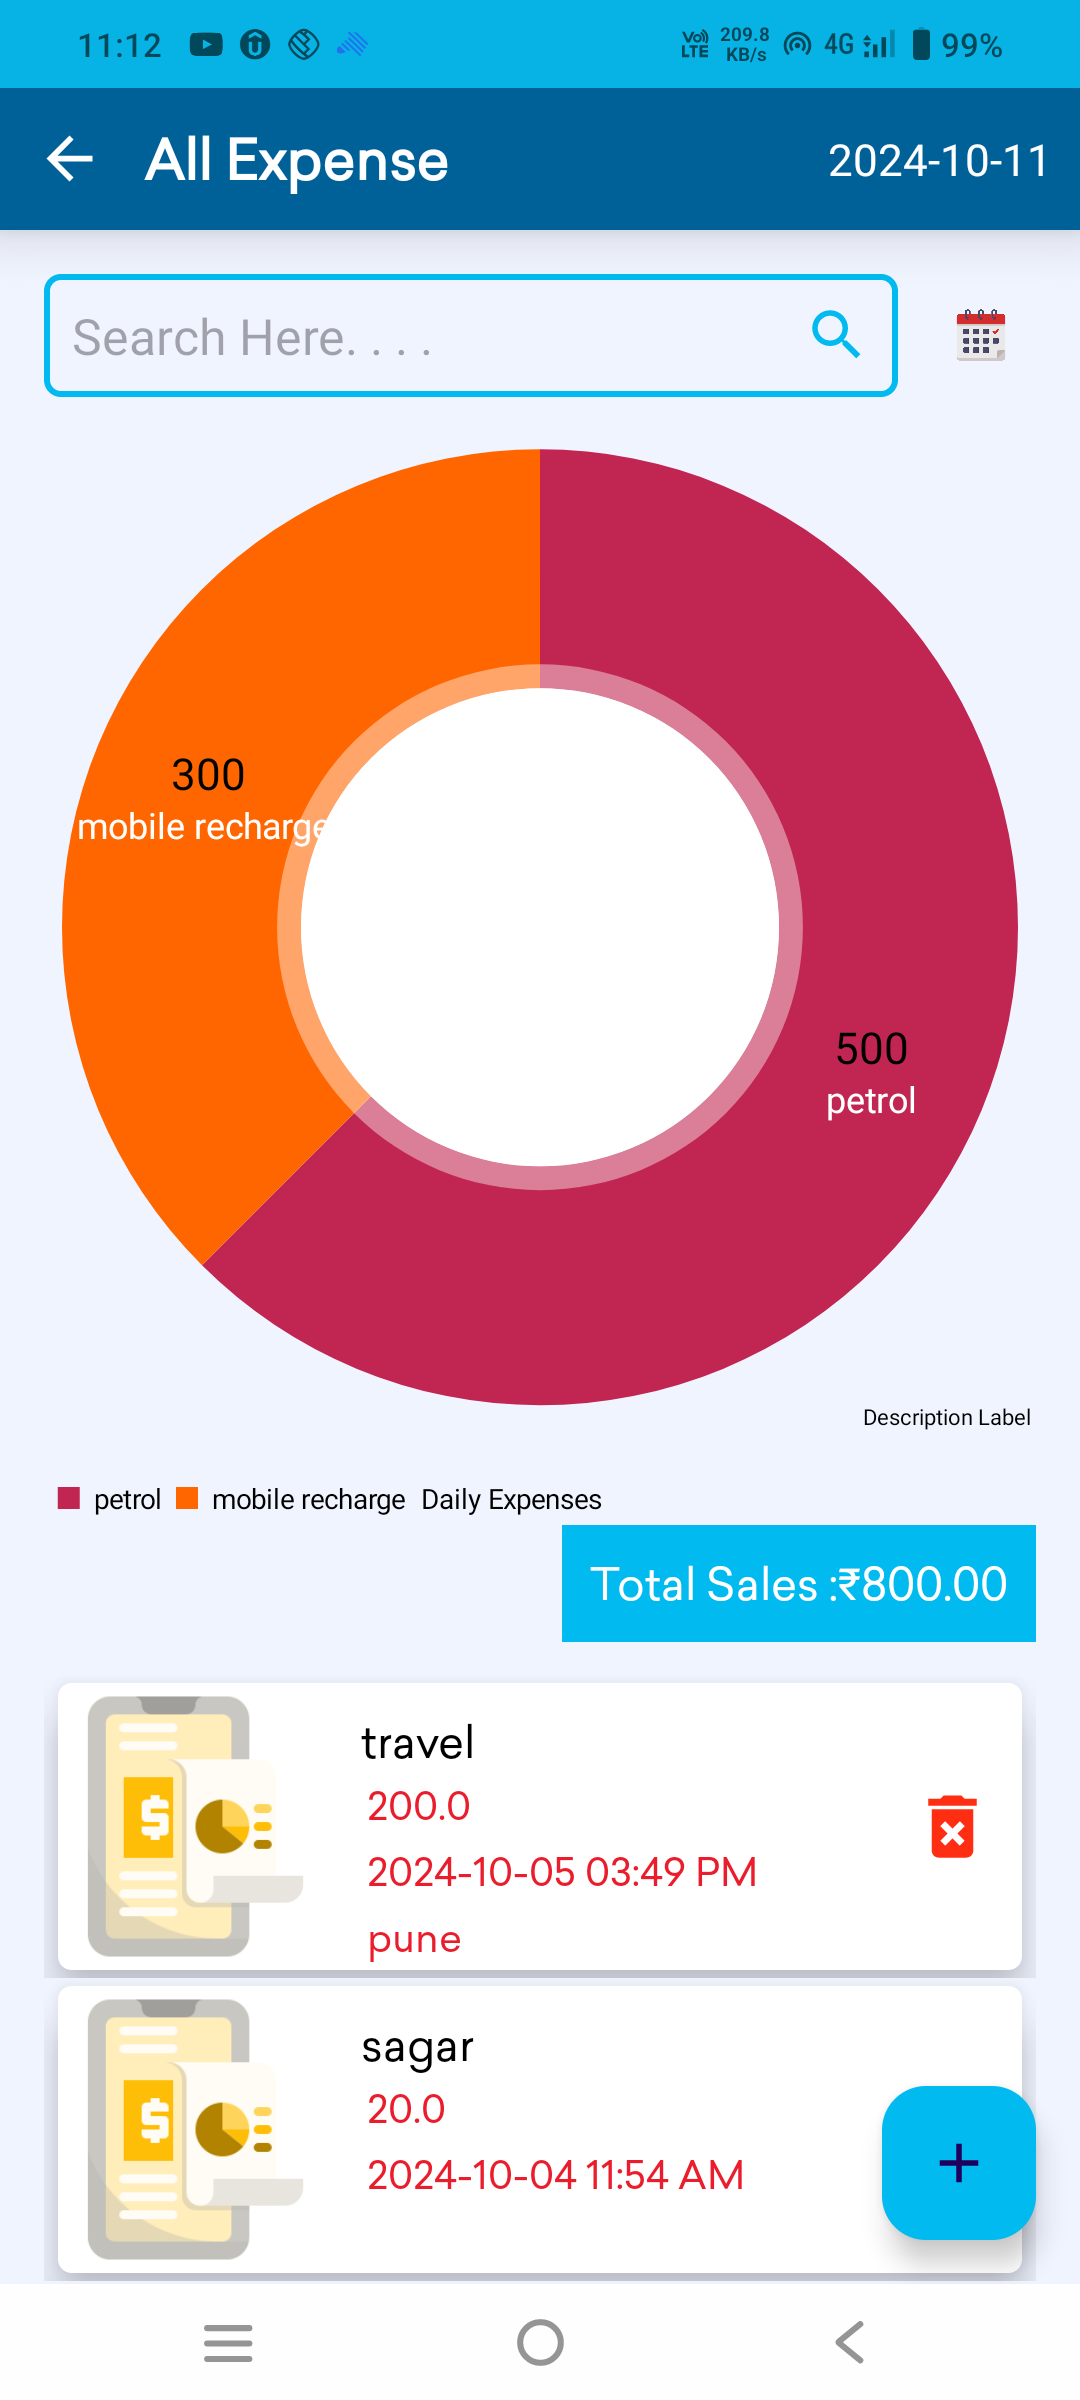 11:12 VoLTE 209.8 KB/s 4G 99%
All Expense 2024-10-11
Search Here. . . .
300
mobile recharge
500
petrol
Description Label
petrol mobile recharge Daily Expenses
Total Sales :₹800.00
travel
200.0
2024-10-05 03:49 PM
pune
sagar
20.0
2024-10-04 11:54 AM